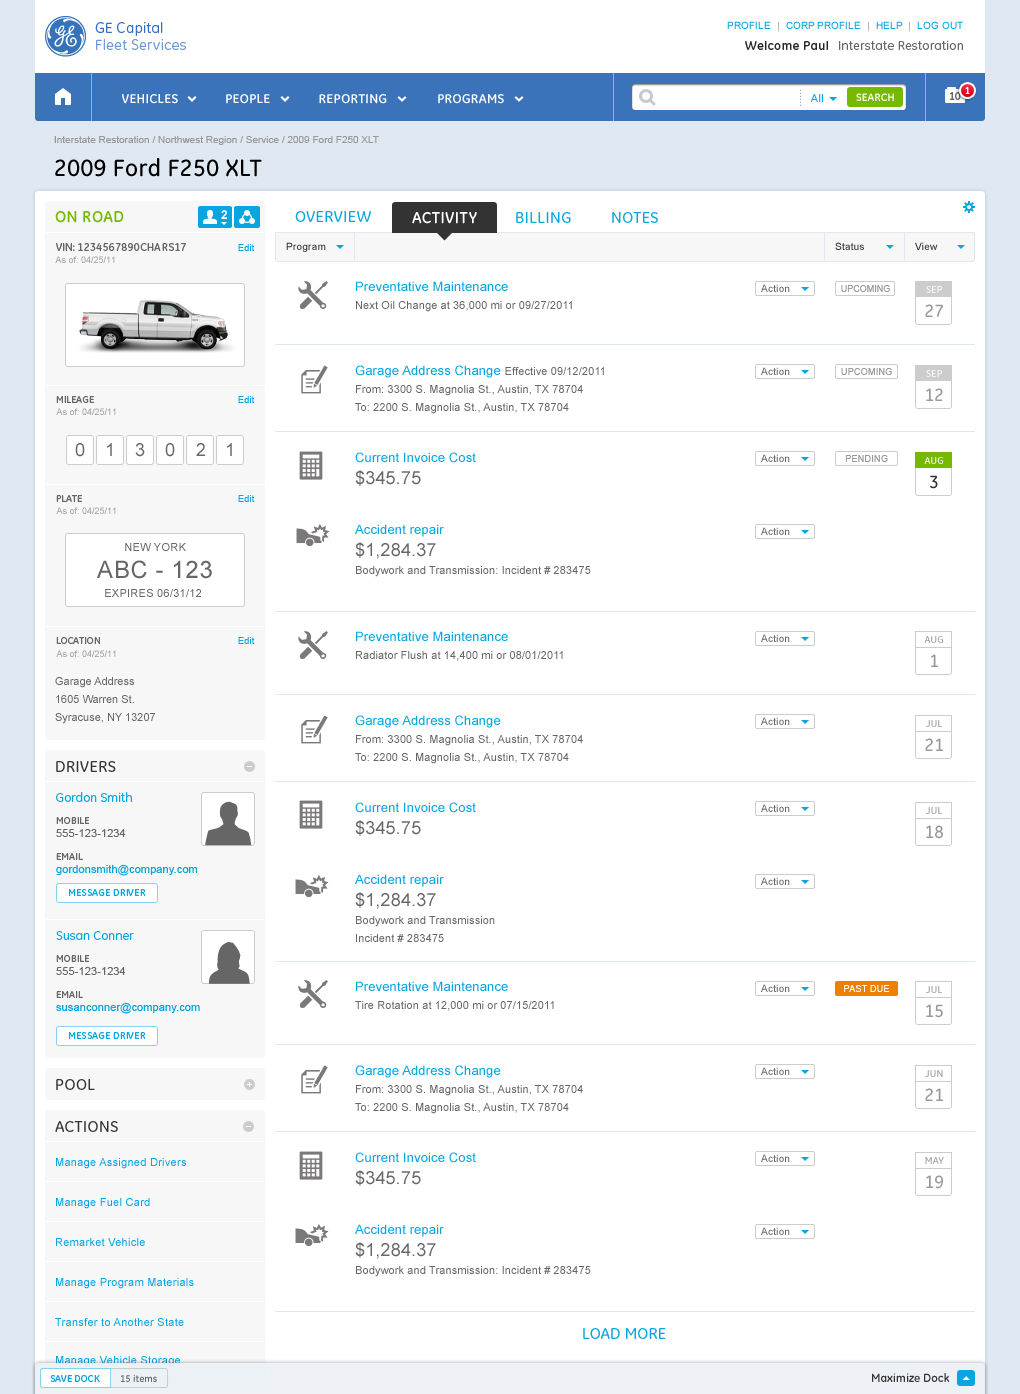 GE Capital
Fleet Services
PROFILE | CORP PROFILE | HELP | LOG OUT
Welcome Paul Interstate Restoration
VEHICLES PEOPLE REPORTING PROGRAMS All SEARCH 10 1
Interstate Restoration / Northwest Region / Service / 2009 Ford F250 XLT
2009 Ford F250 XLT
ON ROAD 2
VIN: 1234567890CHARS17 Edit
As of: 04/25/11
MILEAGE Edit
As of: 04/25/11
0 1 3 0 2 1
PLATE Edit
As of: 04/25/11
NEW YORK
ABC - 123
EXPIRES 06/31/12
LOCATION Edit
As of: 04/25/11
Garage Address
1605 Warren St.
Syracuse, NY 13207
DRIVERS
Gordon Smith
MOBILE
555-123-1234
EMAIL
gordonsmith@company.com
MESSAGE DRIVER
Susan Conner
MOBILE
555-123-1234
EMAIL
susanconner@company.com
MESSAGE DRIVER
POOL
ACTIONS
Manage Assigned Drivers
Manage Fuel Card
Remarket Vehicle
Manage Program Materials
Transfer to Another State
Manage Vehicle Storage
OVERVIEW ACTIVITY BILLING NOTES
Program Status View
Preventative Maintenance Action UPCOMING SEP
Next Oil Change at 36,000 mi or 09/27/2011 27
Garage Address Change Effective 09/12/2011 Action UPCOMING SEP
From: 3300 S. Magnolia St., Austin, TX 78704 12
To: 2200 S. Magnolia St., Austin, TX 78704
Current Invoice Cost Action PENDING AUG
$345.75 3
Accident repair Action
$1,284.37
Bodywork and Transmission: Incident # 283475
Preventative Maintenance Action AUG
Radiator Flush at 14,400 mi or 08/01/2011 1
Garage Address Change Action JUL
From: 3300 S. Magnolia St., Austin, TX 78704 21
To: 2200 S. Magnolia St., Austin, TX 78704
Current Invoice Cost Action JUL
$345.75 18
Accident repair Action
$1,284.37
Bodywork and Transmission
Incident # 283475
Preventative Maintenance Action PAST DUE JUL
Tire Rotation at 12,000 mi or 07/15/2011 15
Garage Address Change Action JUN
From: 3300 S. Magnolia St., Austin, TX 78704 21
To: 2200 S. Magnolia St., Austin, TX 78704
Current Invoice Cost Action MAY
$345.75 19
Accident repair Action
$1,284.37
Bodywork and Transmission: Incident # 283475
LOAD MORE
SAVE DOCK 15 items Maximize Dock